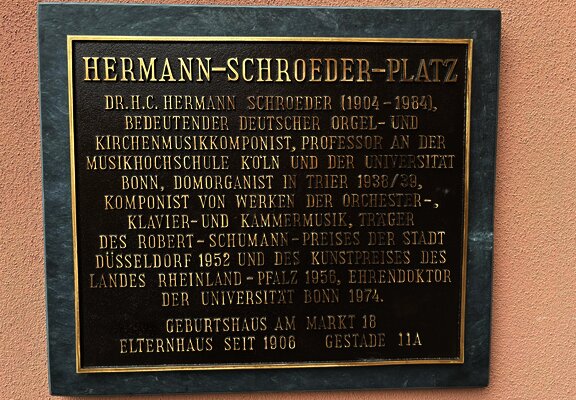 HERMANN-SCHROEDER-PLATZ
DR.H.C. HERMANN SCHROEDER (1904-1984),
BEDEUTENDER DEUTSCHER ORGEL- UND
KIRCHENMUSIKKOMPONIST, PROFESSOR AN DER
MUSIKHOCHSCHULE KÖLN UND DER UNIVERSITÄT
BONN, DOMORGANIST IN TRIER 1938/39,
KOMPONIST VON WERKEN DER ORCHESTER-,
KLAVIER- UND KAMMERMUSIK, TRÄGER
DES ROBERT-SCHUMANN-PREISES DER STADT
DÜSSELDORF 1952 UND DES KUNSTPREISES DES
LANDES RHEINLAND-PFALZ 1956, EHRENDOKTOR
DER UNIVERSITÄT BONN 1974.
GEBURTSHAUS AM MARKT 18
ELTERNHAUS SEIT 1906 GESTADE 11A